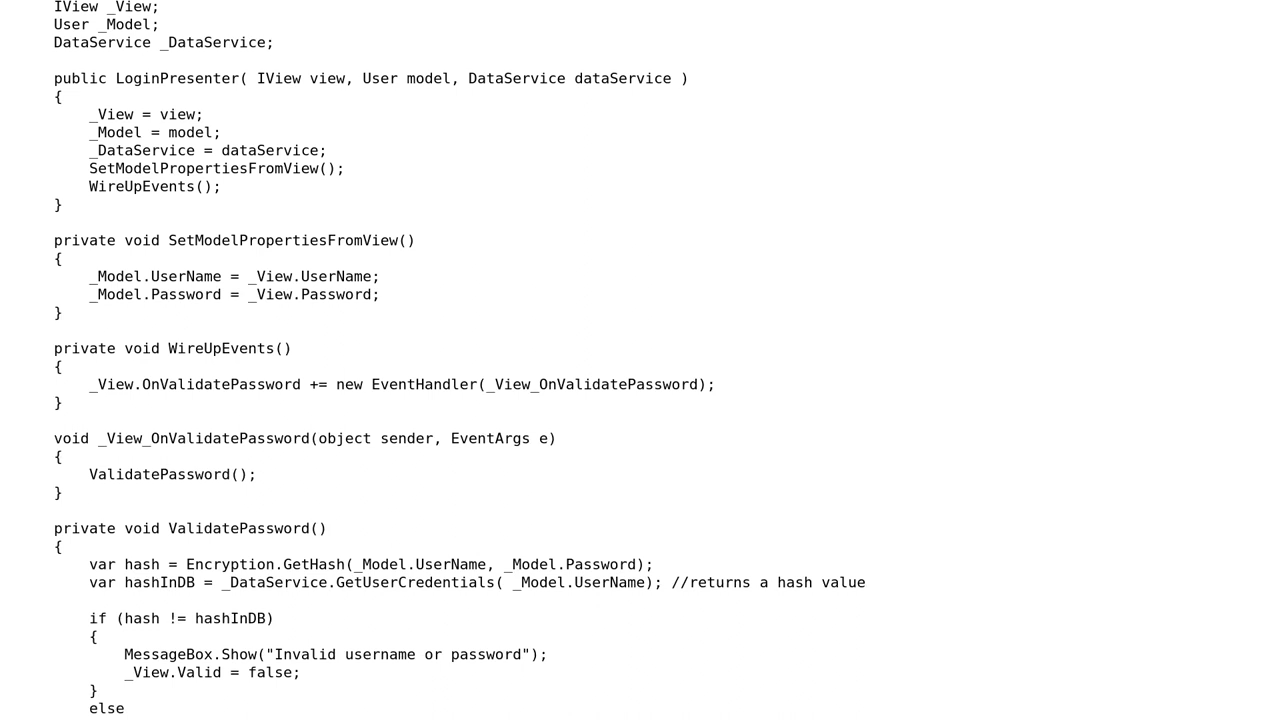 IView _View;
User _Model;
DataService _DataService;

public LoginPresenter( IView view, User model, DataService dataService )
{
    _View = view;
    _Model = model;
    _DataService = dataService;
    SetModelPropertiesFromView();
    WireUpEvents();
}

private void SetModelPropertiesFromView()
{
    _Model.UserName = _View.UserName;
    _Model.Password = _View.Password;
}

private void WireUpEvents()
{
    _View.OnValidatePassword += new EventHandler(_View_OnValidatePassword);
}

void _View_OnValidatePassword(object sender, EventArgs e)
{
    ValidatePassword();
}

private void ValidatePassword()
{
    var hash = Encryption.GetHash(_Model.UserName, _Model.Password);
    var hashInDB = _DataService.GetUserCredentials( _Model.UserName); //returns a hash value

    if (hash != hashInDB)
    {
        MessageBox.Show("Invalid username or password");
        _View.Valid = false;
    }
    else